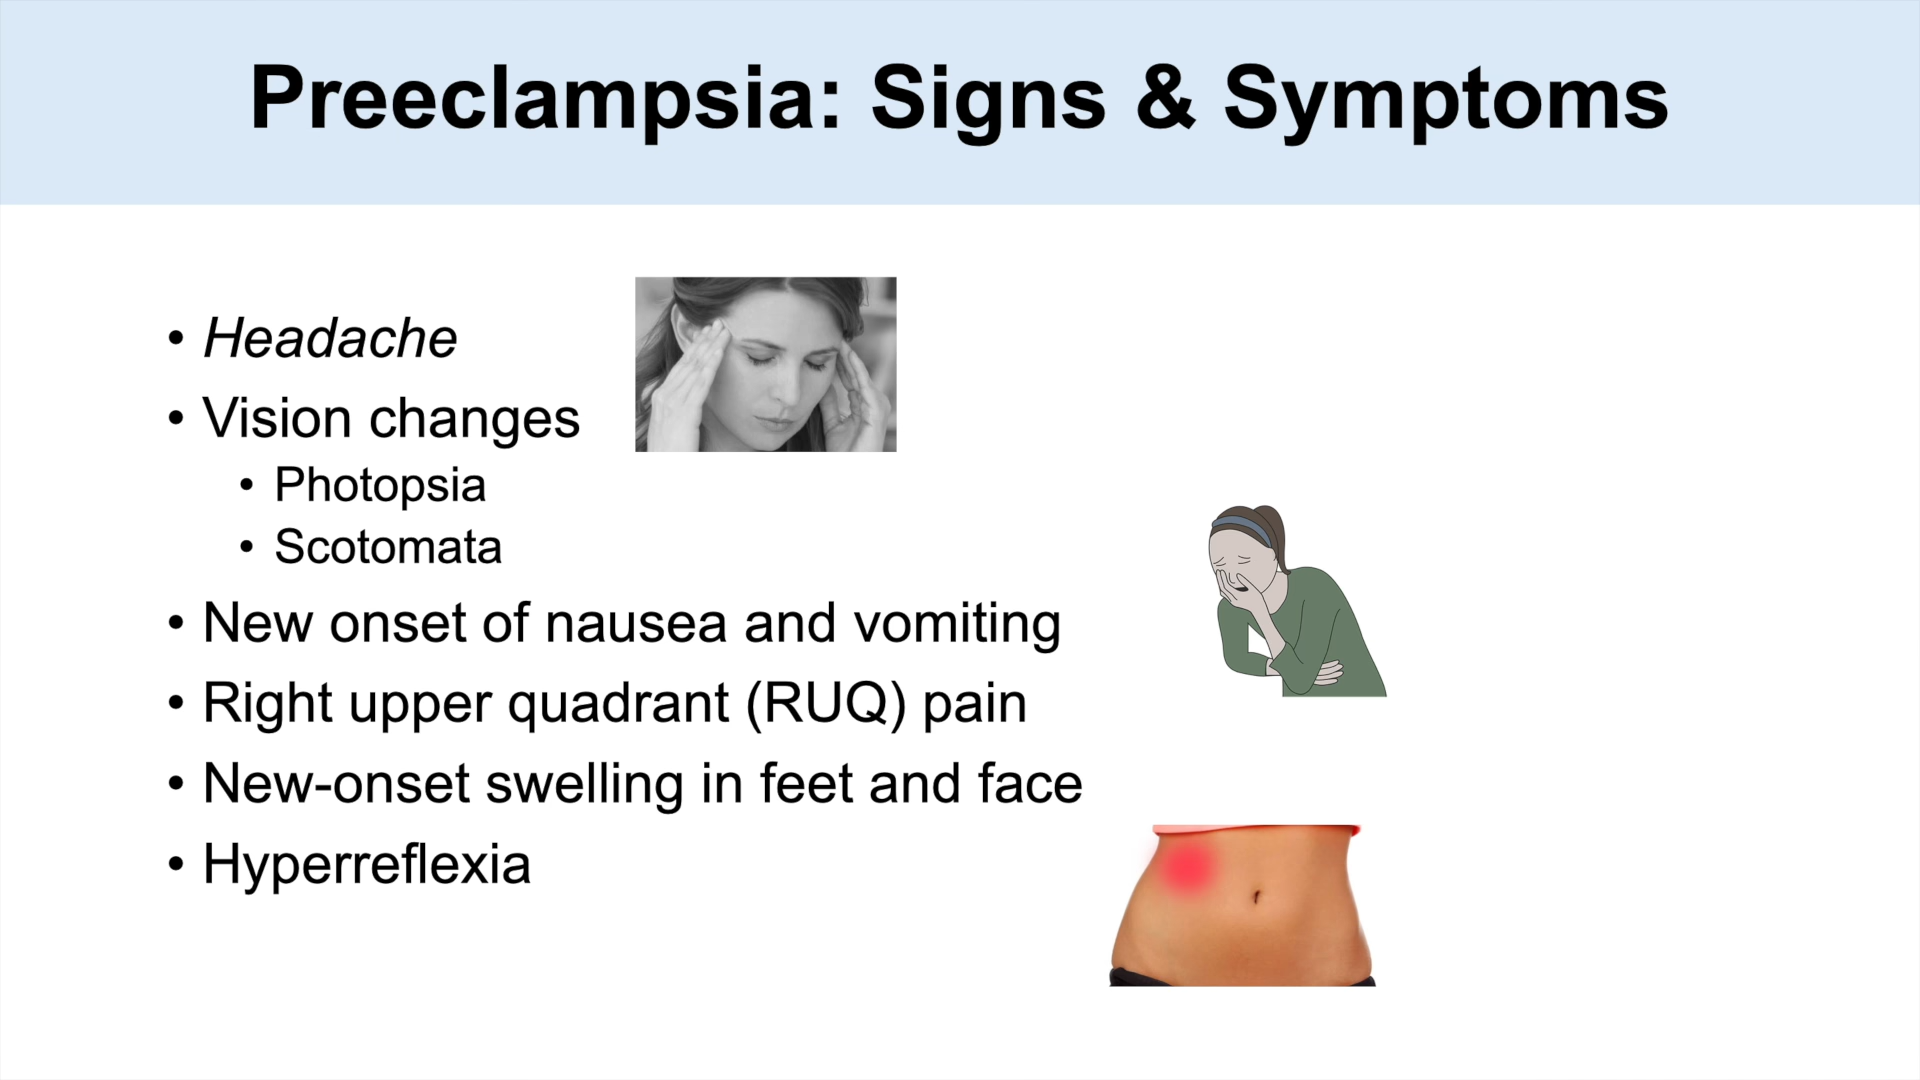 Preeclampsia: Signs & Symptoms
• Headache
• Vision changes
• Photopsia
• Scotomata
• New onset of nausea and vomiting
• Right upper quadrant (RUQ) pain
• New-onset swelling in feet and face
• Hyperreflexia